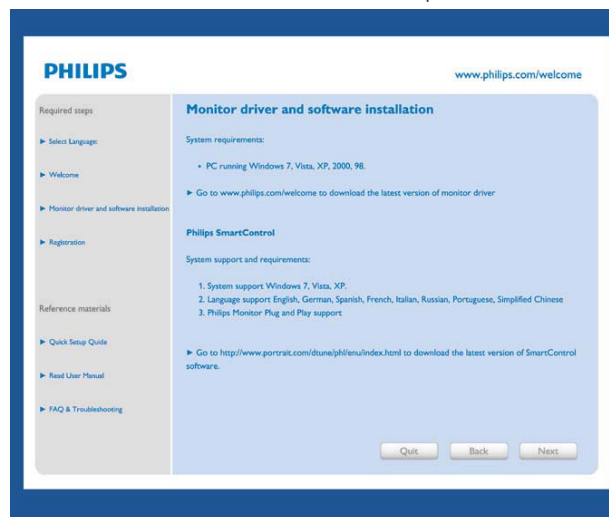 PHILIPS
www.philips.com/welcome
Required steps
► Select Language:
► Welcome
► Monitor driver and software installation
► Registration
Reference materials
► Quick Setup Quide
► Read User Manual
► FAQ & Troubleshooting
Monitor driver and software installation
System requirements:
• PC running Windows 7, Vista, XP, 2000, 98.
► Go to www.philips.com/welcome to download the latest version of monitor driver
Philips SmartControl
System support and requirements:
1. System support Windows 7, Vista, XP.
2. Language support English, German, Spanish, French, Italian, Russian, Portuguese, Simplified Chinese
3. Philips Monitor Plug and Play support
► Go to http://www.portrait.com/dtune/phl/enu/index.html to download the latest version of SmartControl
software.
Quit
Back
Next